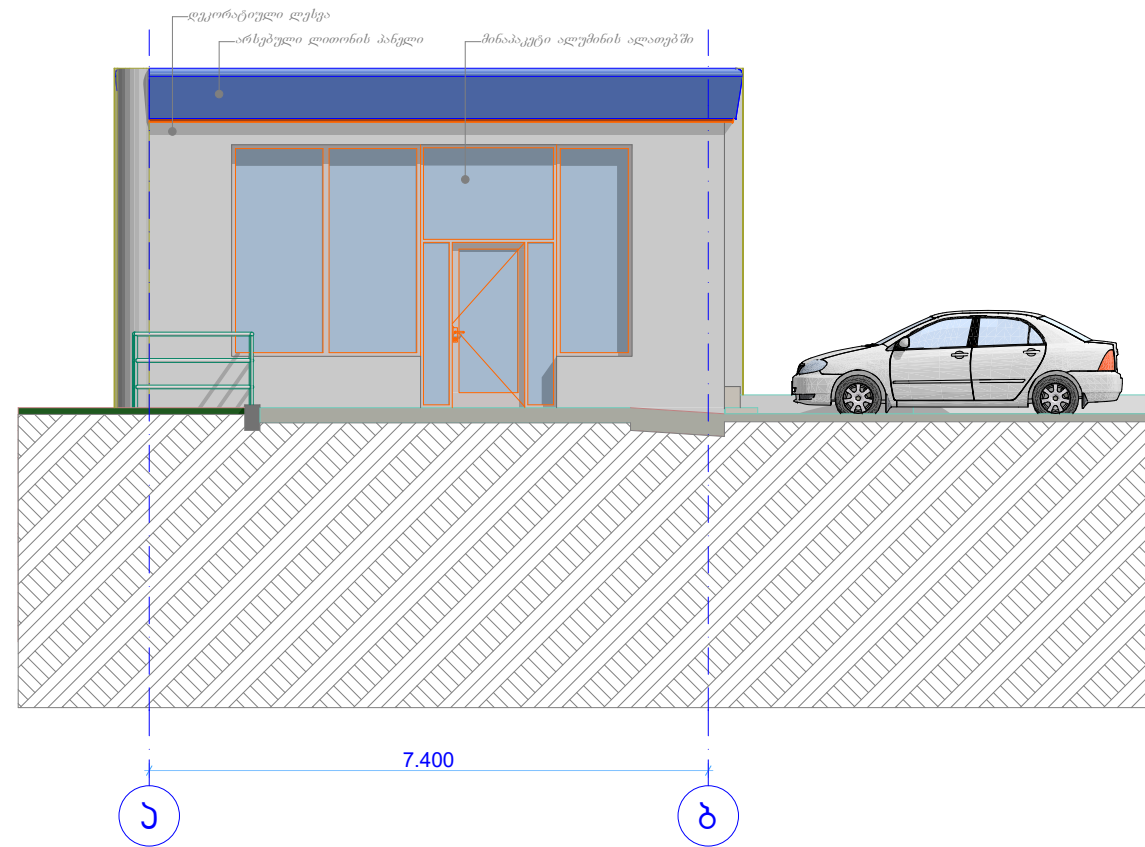 დეკორატიული ლესვა
არსებული ლითონის პანელი
მინაპაკეტი ალუმინის ალათებში
7.400
ა
ბ